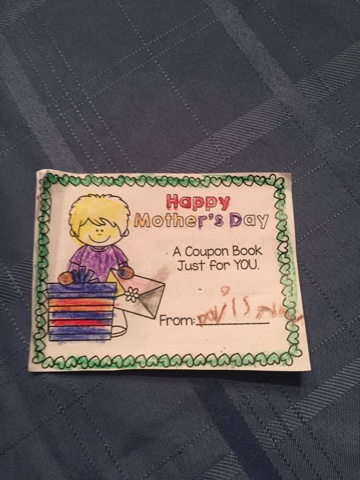 Happy
Mother's Day
A Coupon Book
Just for YOU.
From: